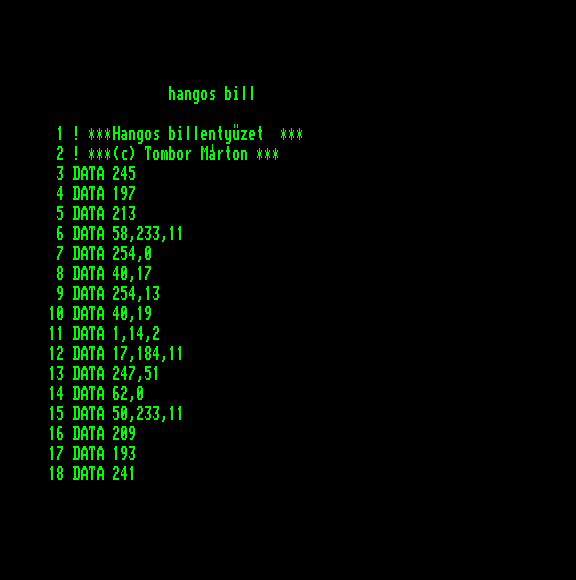 hangos bill
1 ! ***Hangos billentyüzet  ***
2 ! ***(c) Tombor Márton ***
3 DATA 245
4 DATA 197
5 DATA 213
6 DATA 58,233,11
7 DATA 254,0
8 DATA 40,17
9 DATA 254,13
10 DATA 40,19
11 DATA 1,14,2
12 DATA 17,184,11
13 DATA 247,51
14 DATA 62,0
15 DATA 50,233,11
16 DATA 209
17 DATA 193
18 DATA 241